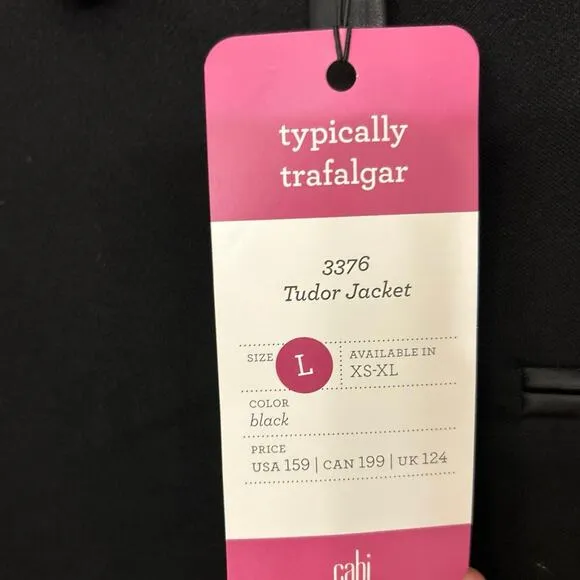 typically
trafalgar
3376
Tudor Jacket
SIZE L AVAILABLE IN
XS-XL
COLOR
black
PRICE
USA 159 | CAN 199 | UK 124
cabi